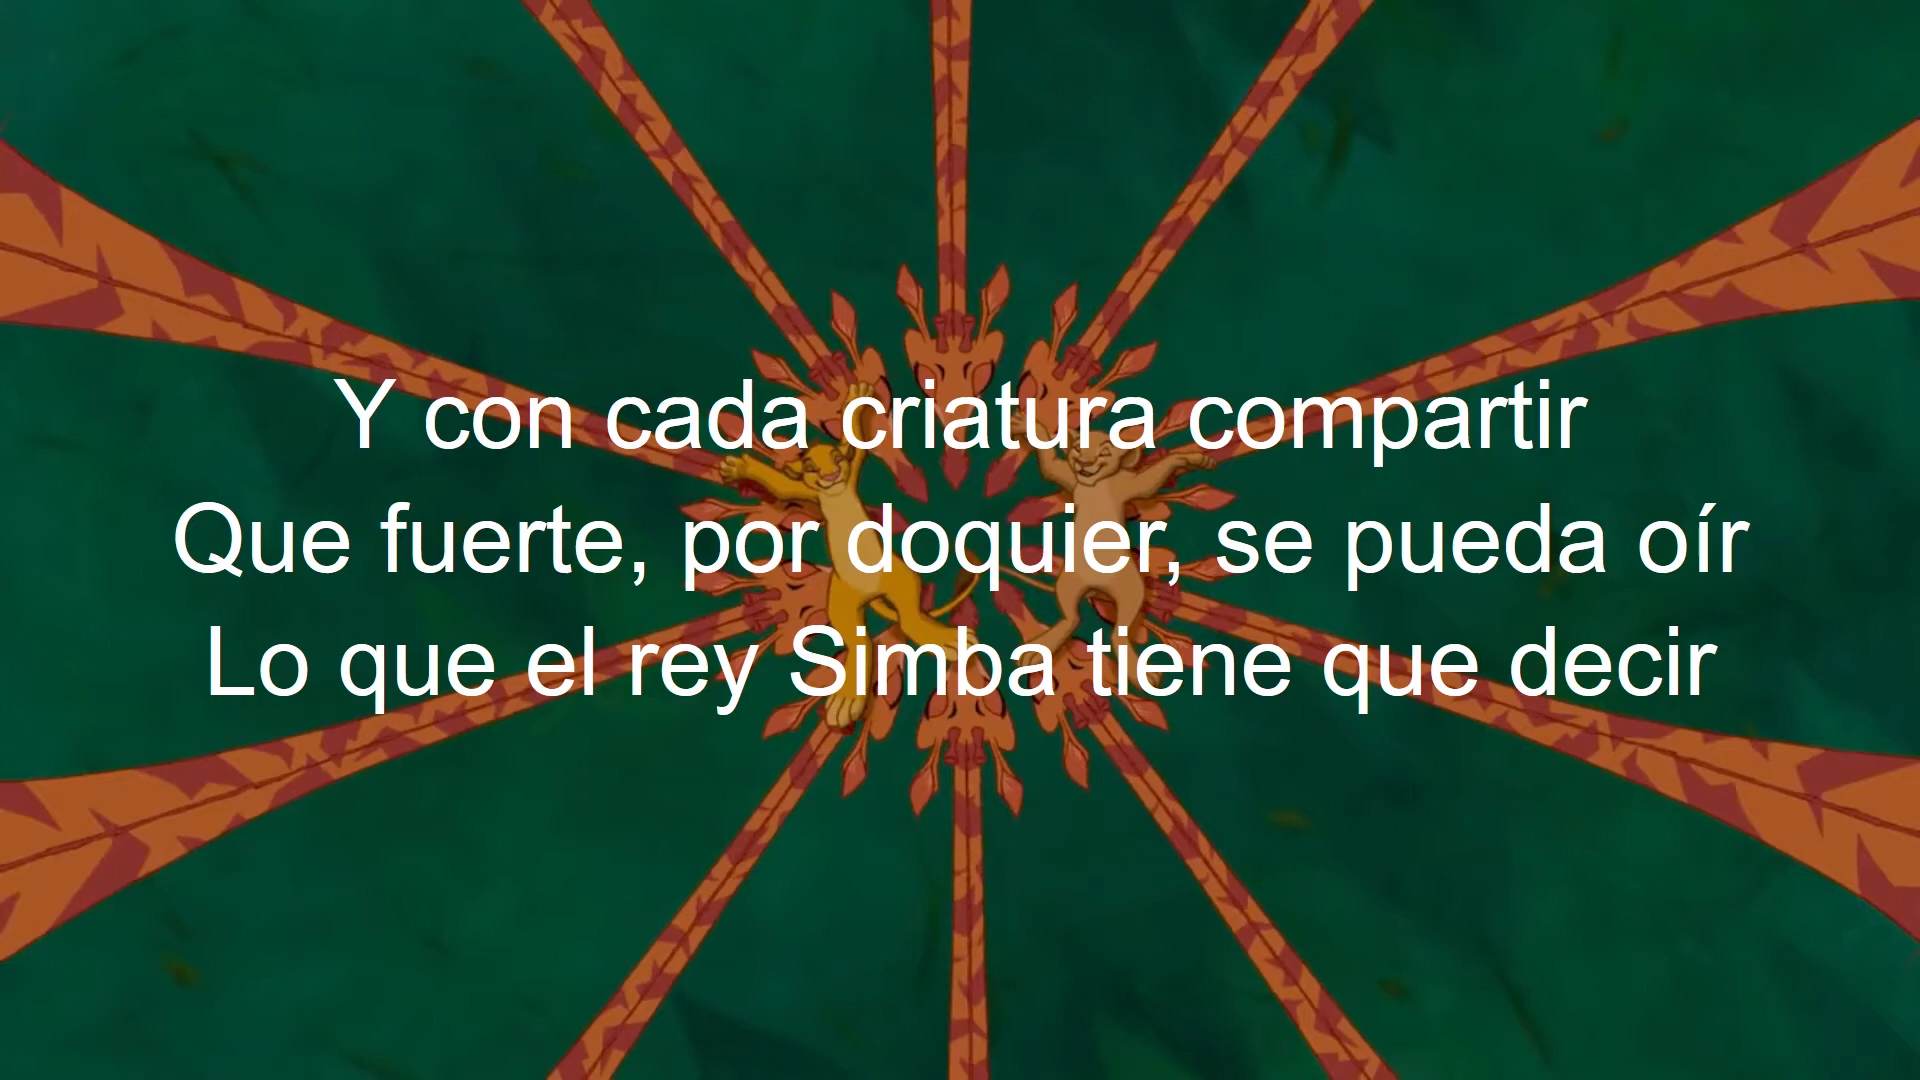 Y con cada criatura compartir
Que fuerte, por doquier, se pueda oír
Lo que el rey Simba tiene que decir